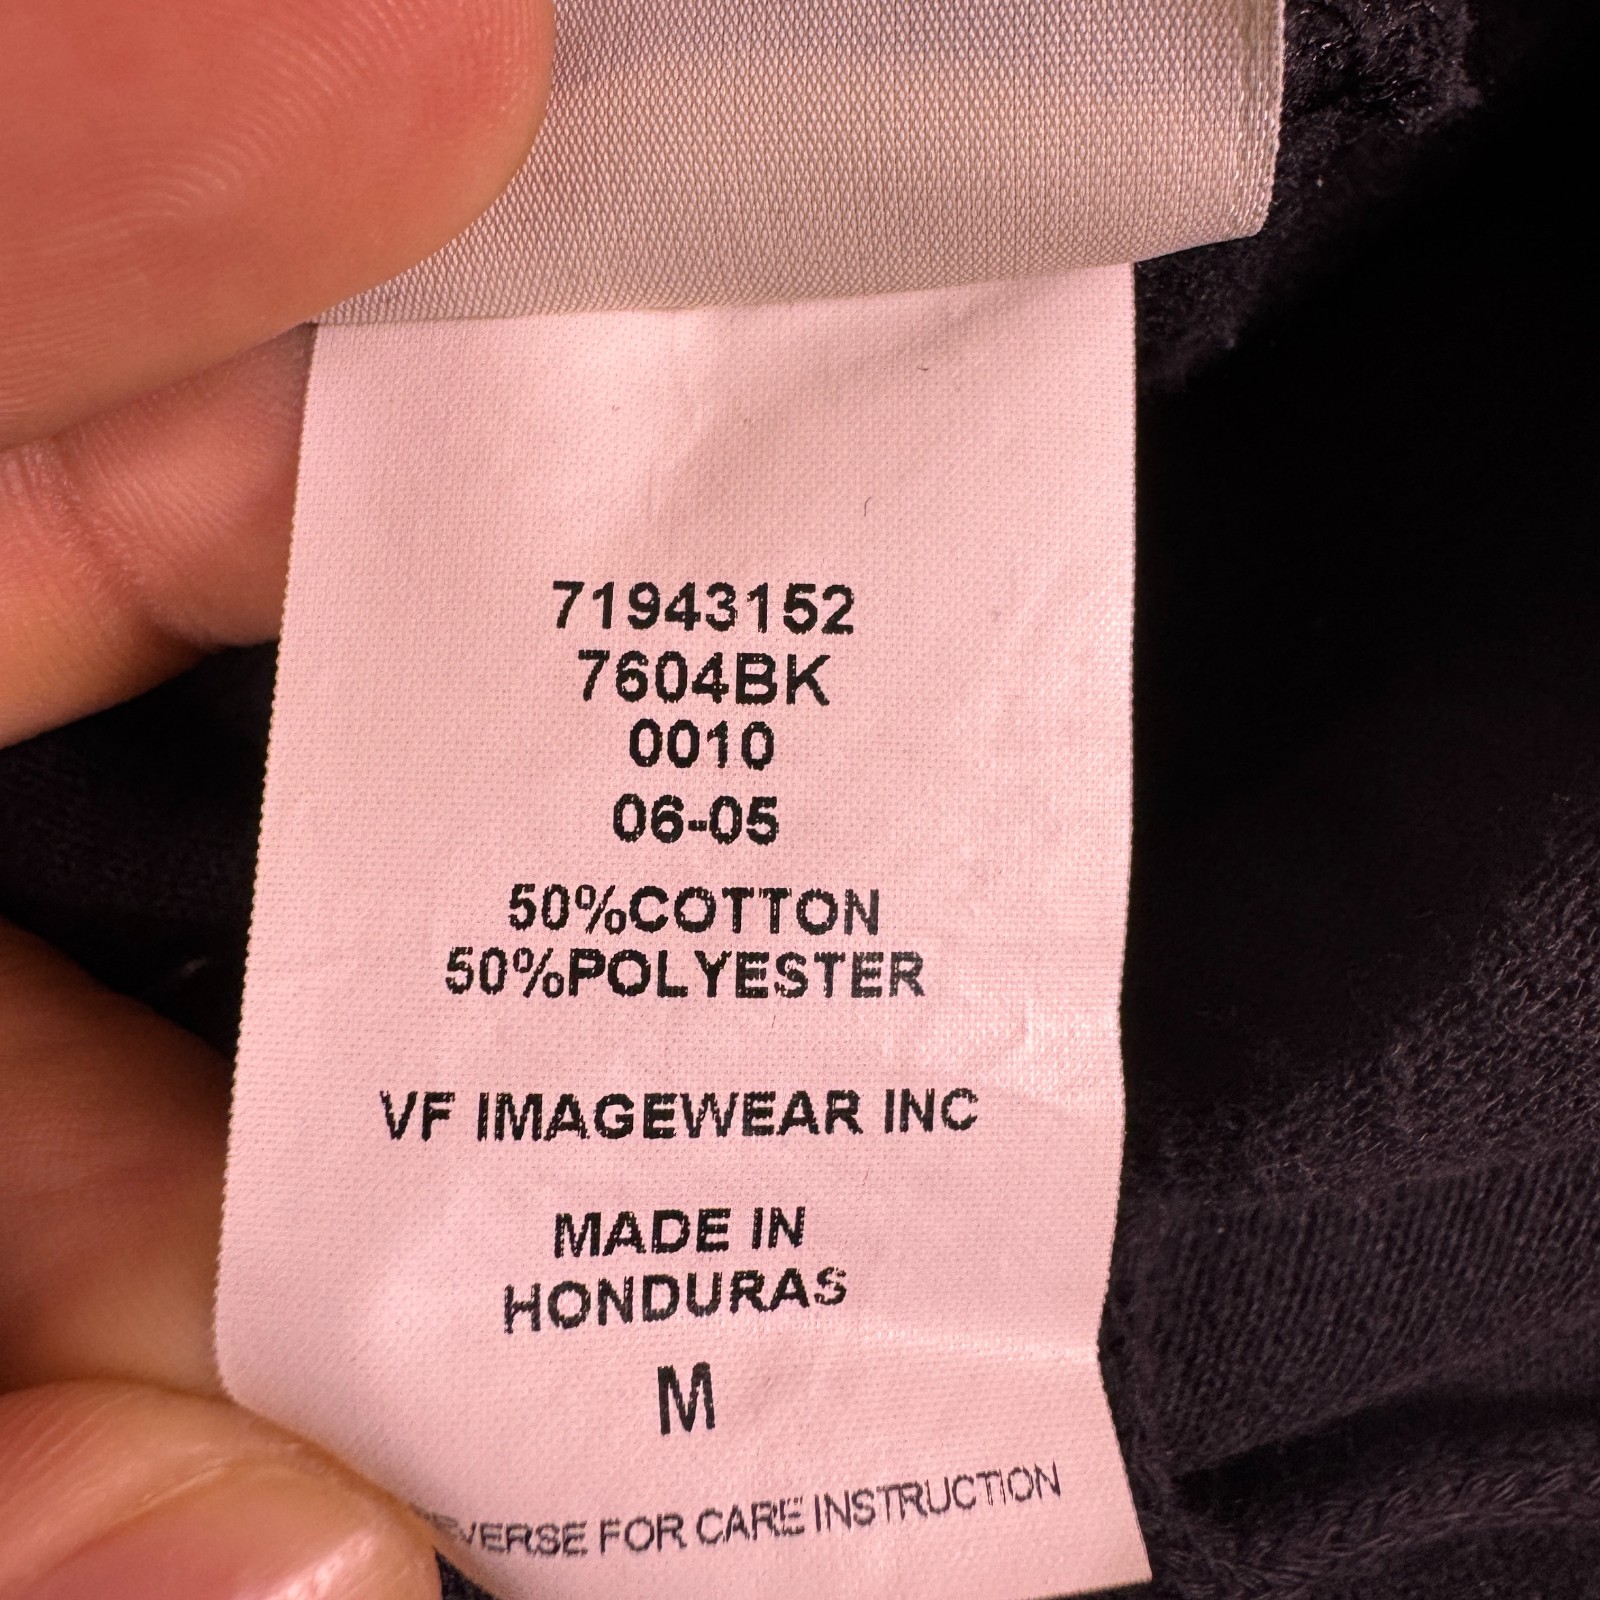 71943152
7604BK
0010
06-05
50%COTTON
50%POLYESTER
VF IMAGEWEAR INC
MADE IN
HONDURAS
M
FOR CARE INSTRUCTION